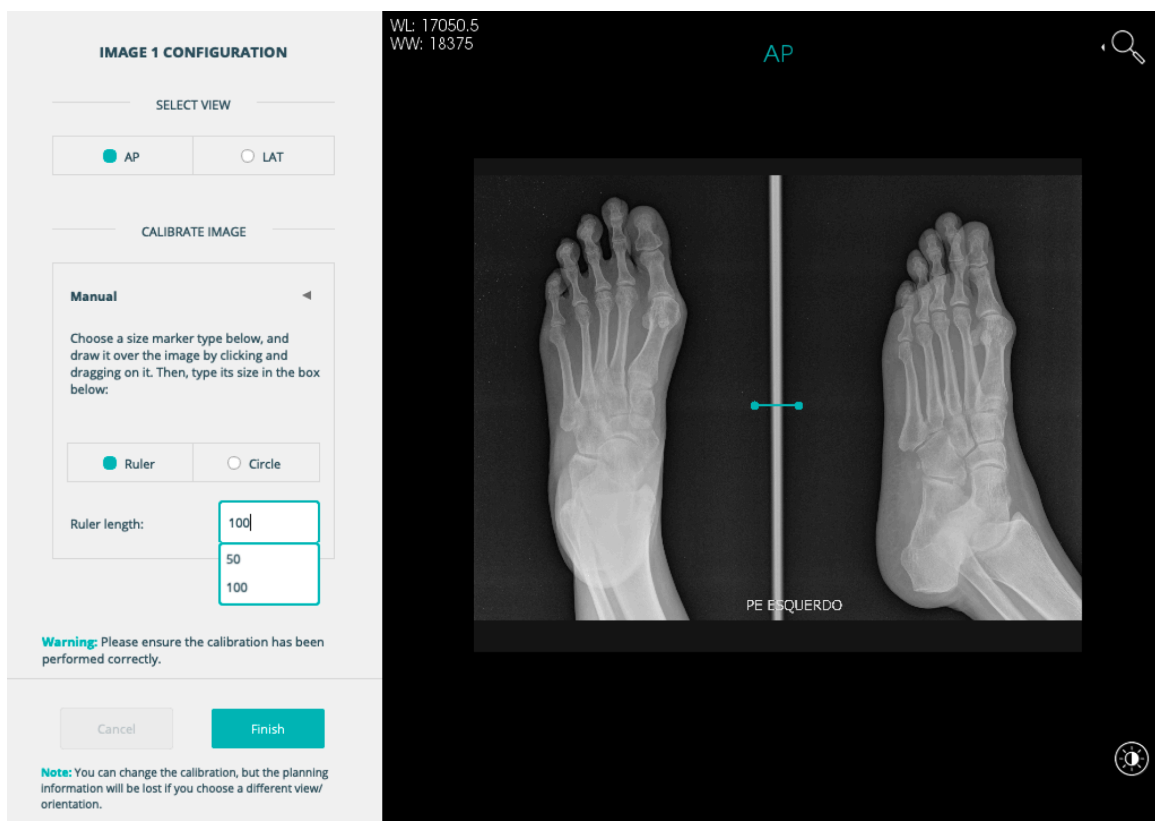 IMAGE 1 CONFIGURATION
SELECT VIEW
AP
LAT
CALIBRATE IMAGE
Manual
Choose a size marker type below, and
draw it over the image by clicking and
dragging on it. Then, type its size in the box
below:
Ruler
Circle
Ruler length:
100
50
100
Warning: Please ensure the calibration has been
performed correctly.
Cancel
Finish
Note: You can change the calibration, but the planning
information will be lost if you choose a different view/
orientation.
WL: 17050.5
WW: 18375
AP
PE ESQUERDO